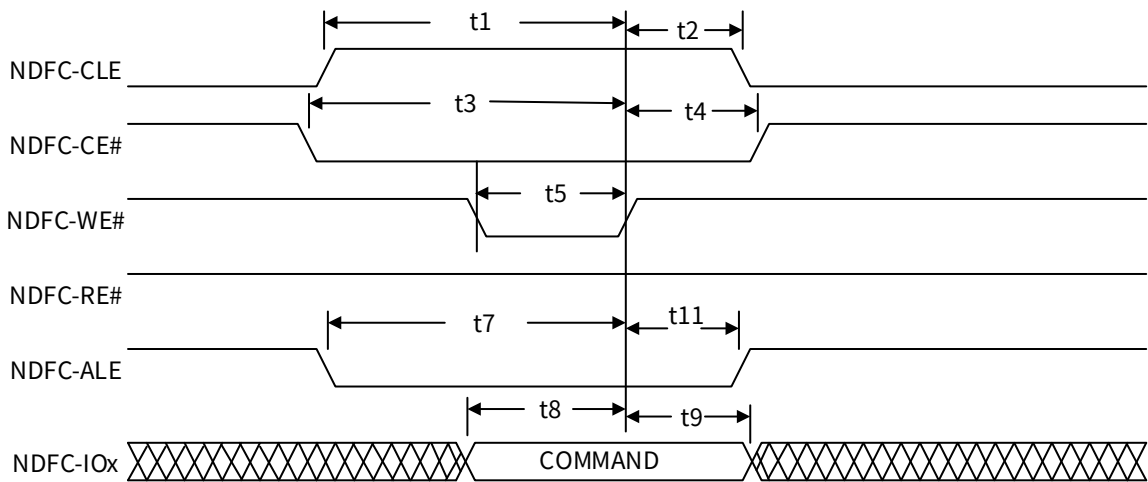 t1
t2
NDFC-CLE
t3
t4
NDFC-CE#
t5
NDFC-WE#
NDFC-RE#
t7
t11
NDFC-ALE
t8
t9
NDFC-IOx
COMMAND